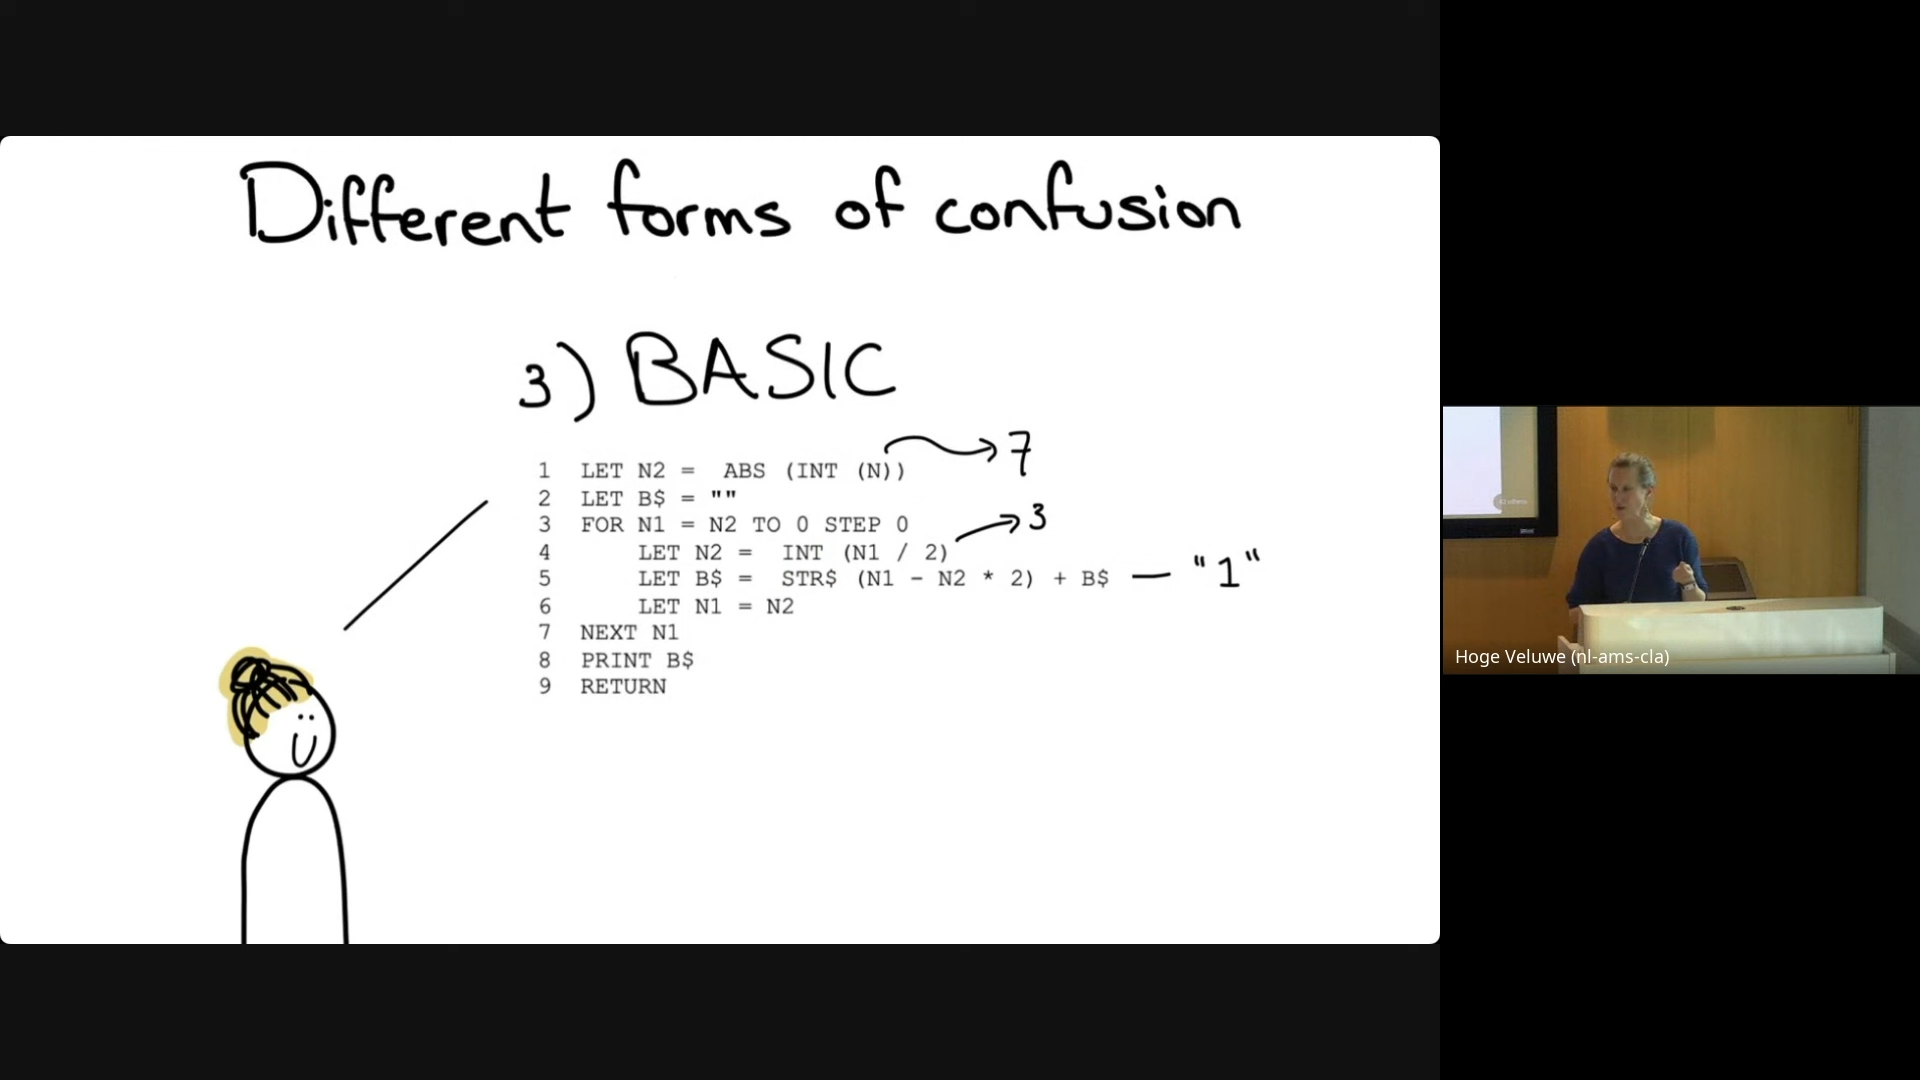 Different forms of confusion
3) BASIC
1 LET N2 = ABS (INT (N)) → 7
2 LET B$ = ""
3 FOR N1 = N2 TO 0 STEP 0
4 LET N2 = INT (N1 / 2) → 3
5 LET B$ = STR$ (N1 - N2 * 2) + B$ — "1"
6 LET N1 = N2
7 NEXT N1
8 PRINT B$
9 RETURN
Hoge Veluwe (nl-ams-cla)